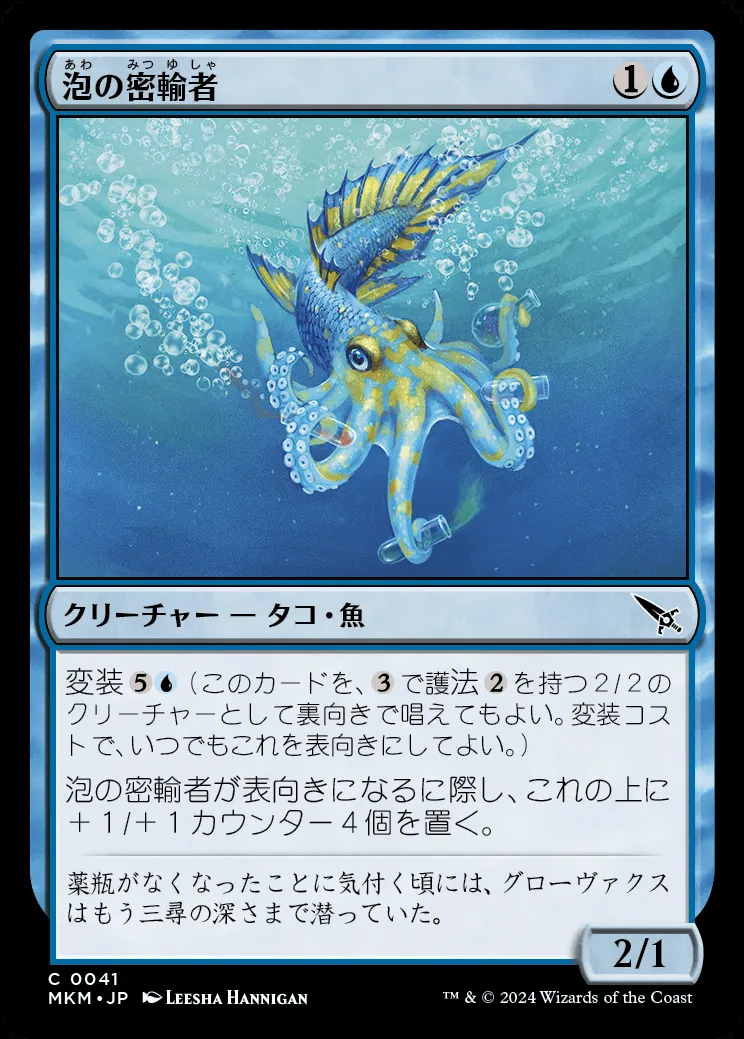 あわ みつゆしゃ
泡の密輸者 1
クリーチャー — タコ・魚
変装 5 (このカードを、3 で護法 2 を持つ2/2の
クリーチャーとして裏向きで唱えてもよい。変装コス
トで、いつでもこれを表向きにしてよい。)
泡の密輸者が表向きになるに際し、これの上に
+1/+1カウンター4個を置く。
薬瓶がなくなったことに気付く頃には、グローヴァクス
はもう三尋の深さまで潜っていた。
2/1
C 0041
MKM • JP LEESHA HANNIGAN
™ & © 2024 Wizards of the Coast